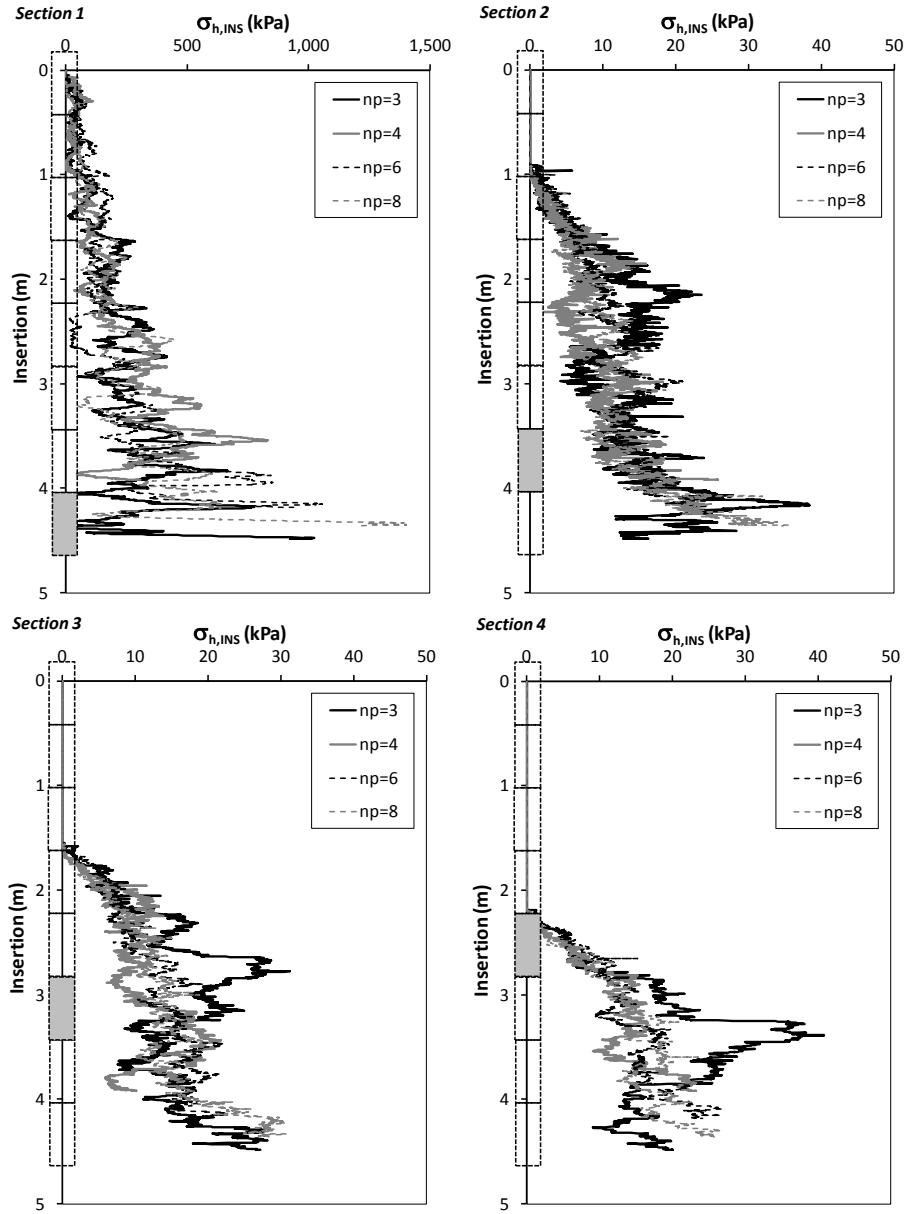 Section 1
σh,INS (kPa)
0 500 1,000 1,500
0
1
2
3
4
5
Insertion (m)
np=3
np=4
np=6
np=8
Section 2
σh,INS (kPa)
0 10 20 30 40 50
0
1
2
3
4
5
Insertion (m)
np=3
np=4
np=6
np=8
Section 3
σh,INS (kPa)
0 10 20 30 40 50
0
1
2
3
4
5
Insertion (m)
np=3
np=4
np=6
np=8
Section 4
σh,INS (kPa)
0 10 20 30 40 50
0
1
2
3
4
5
Insertion (m)
np=3
np=4
np=6
np=8